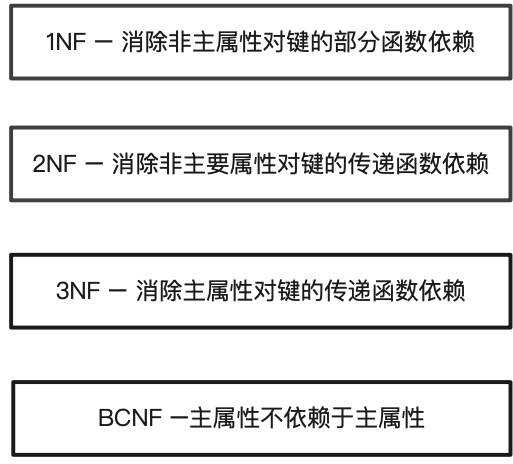 1NF － 消除非主属性对键的部分函数依赖
2NF － 消除非主要属性对键的传递函数依赖
3NF － 消除主属性对键的传递函数依赖
BCNF －主属性不依赖于主属性